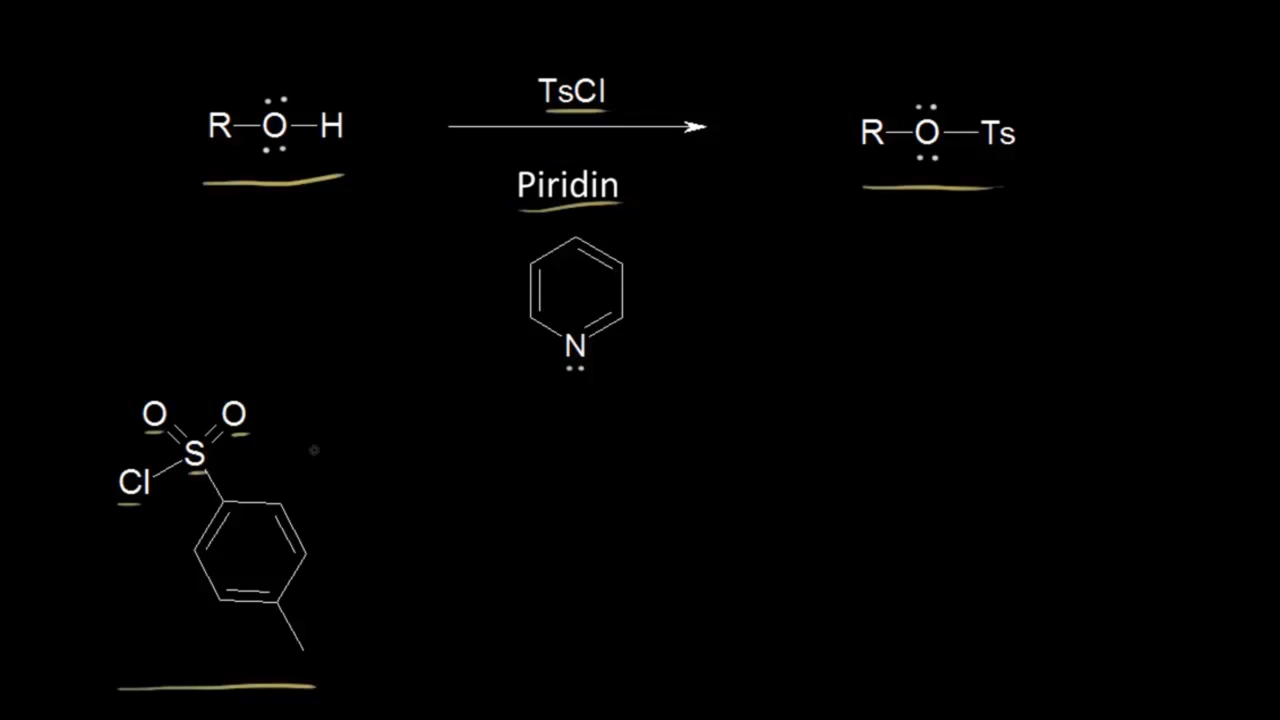 TsCl
R—O—H
R—O—Ts
Piridin
N
O O
S
Cl